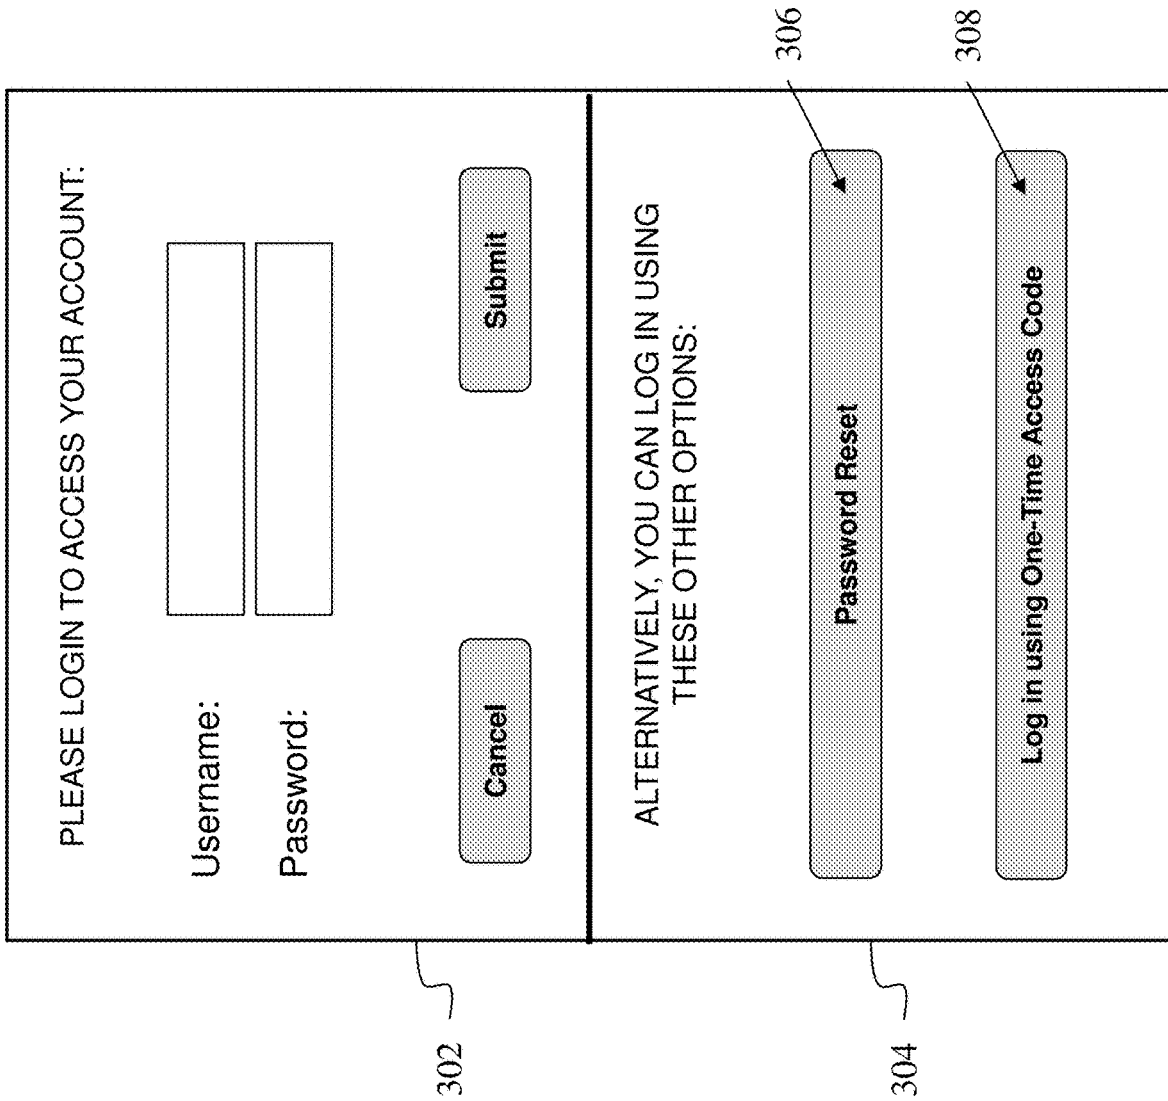 PLEASE LOGIN TO ACCESS YOUR ACCOUNT:
Username:
Password:
Cancel
Submit
302
ALTERNATIVELY, YOU CAN LOG IN USING
THESE OTHER OPTIONS:
Password Reset
306
Log in using One-Time Access Code
308
304